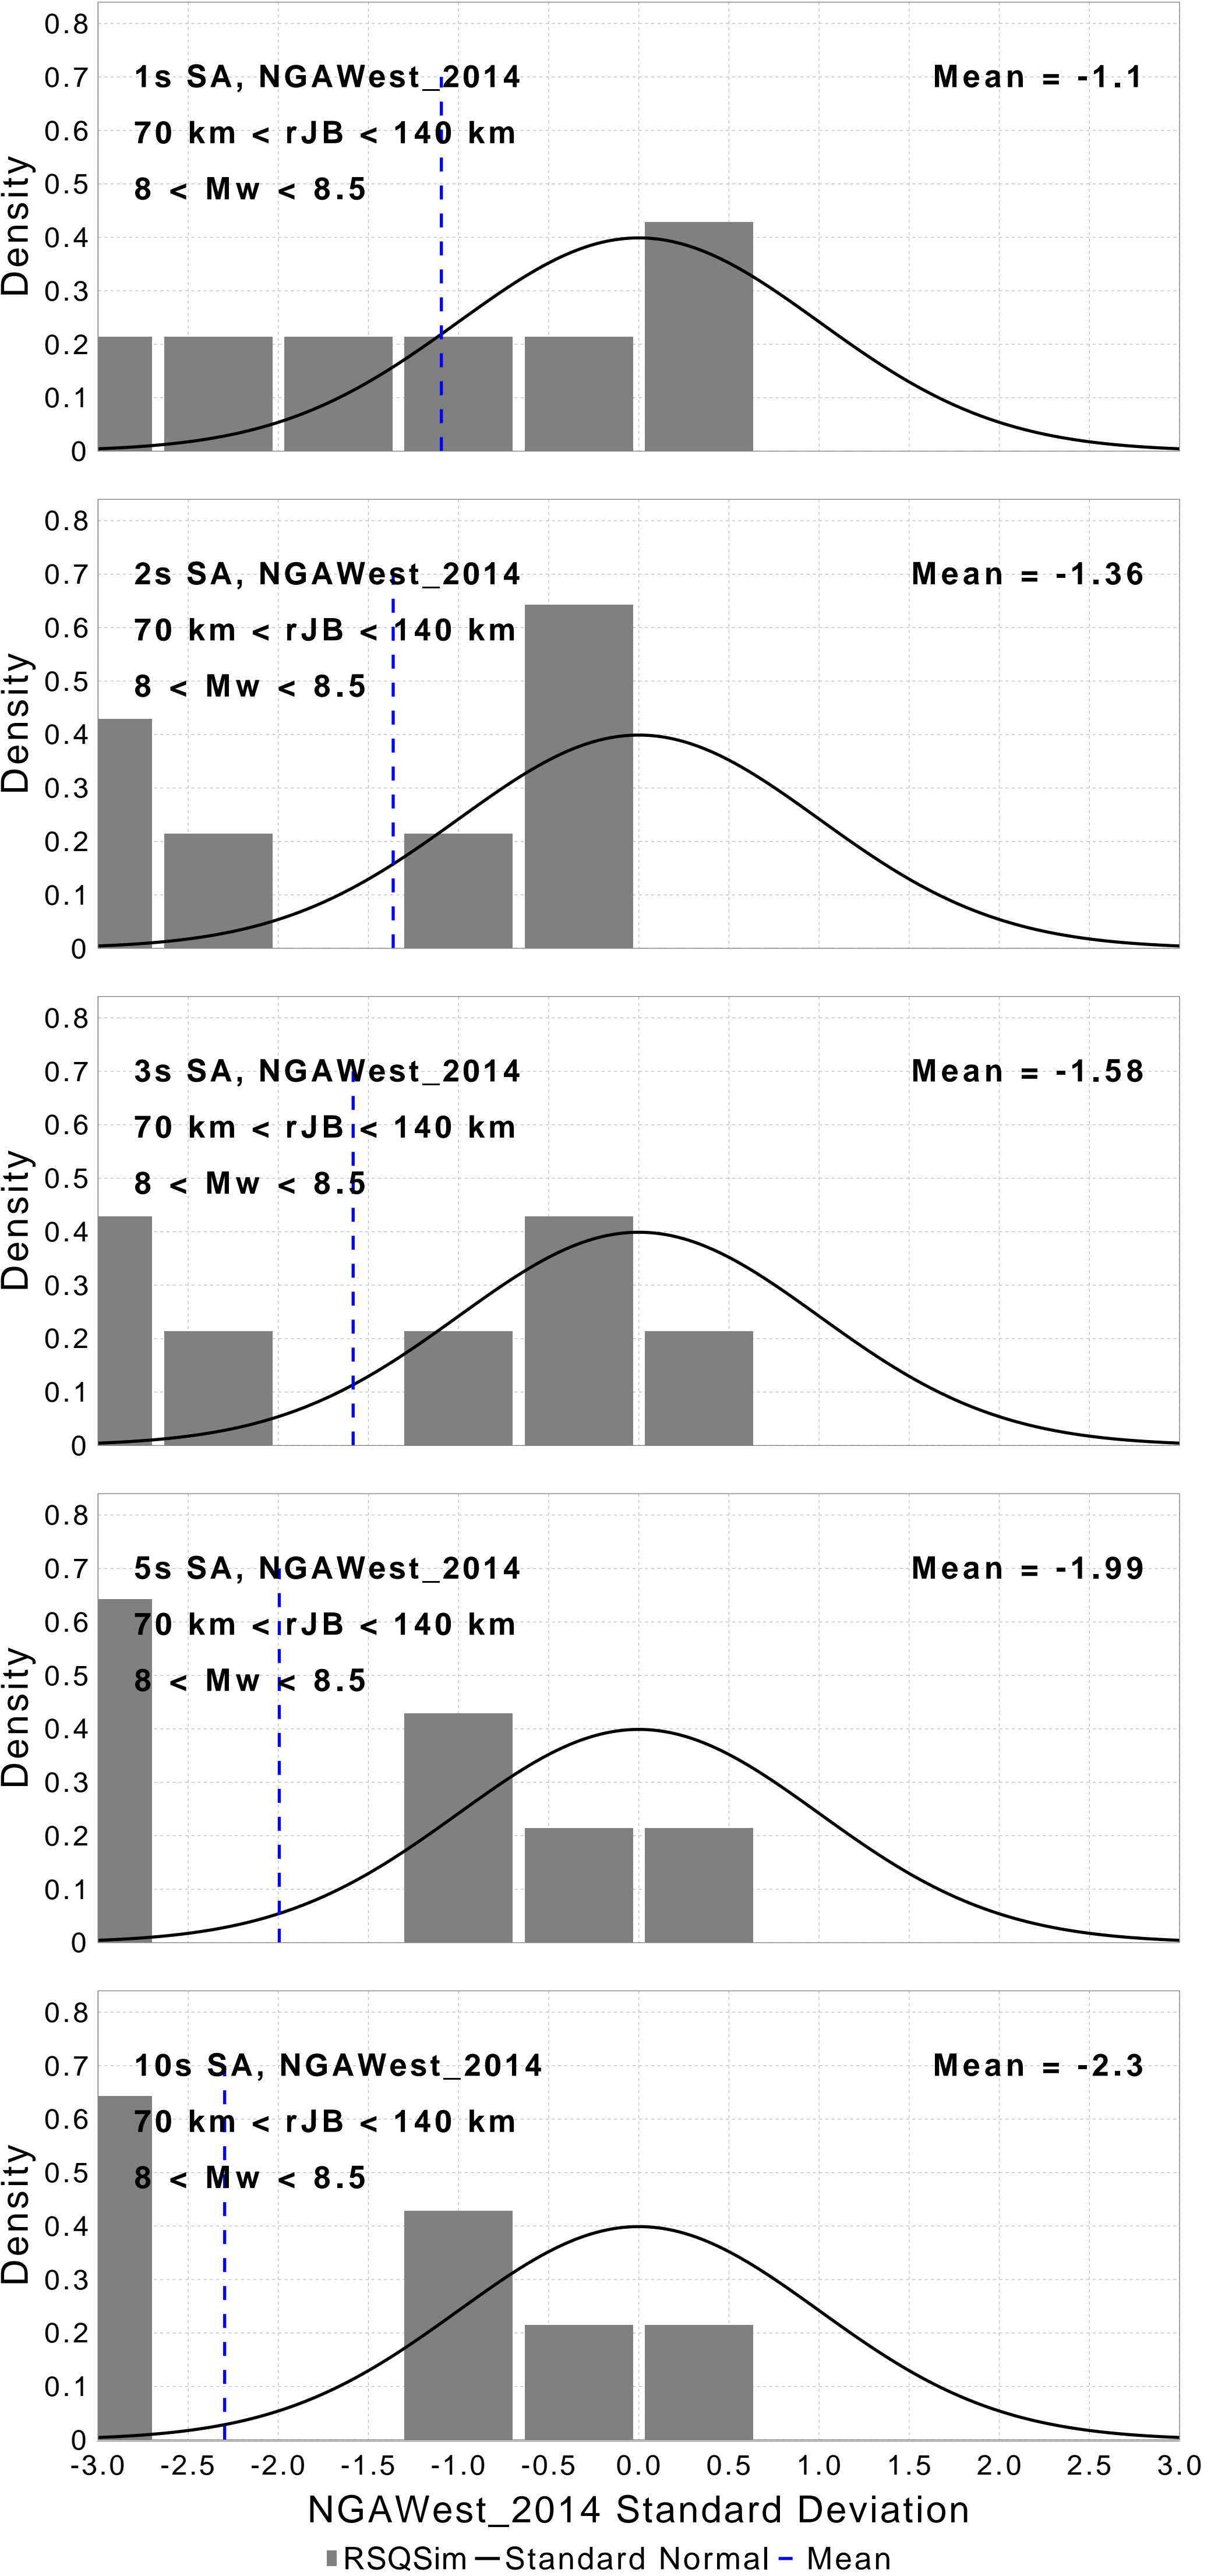 0.8
1s SA, NGAWest_2014 Mean = -1.1
0.7
70 km < rJB < 140 km
0.6
8 < Mw < 8.5
0.5
0.4
0.3
0.2
0.1
0
Density
0.8
2s SA, NGAWest_2014 Mean = -1.36
0.7
70 km < rJB < 140 km
0.6
8 < Mw < 8.5
0.5
0.4
0.3
0.2
0.1
0
Density
0.8
3s SA, NGAWest_2014 Mean = -1.58
0.7
70 km < rJB < 140 km
0.6
8 < Mw < 8.5
0.5
0.4
0.3
0.2
0.1
0
Density
0.8
5s SA, NGAWest_2014 Mean = -1.99
0.7
70 km < rJB < 140 km
0.6
8 < Mw < 8.5
0.5
0.4
0.3
0.2
0.1
0
Density
0.8
10s SA, NGAWest_2014 Mean = -2.3
0.7
70 km < rJB < 140 km
0.6
8 < Mw < 8.5
0.5
0.4
0.3
0.2
0.1
0
Density
-3.0 -2.5 -2.0 -1.5 -1.0 -0.5 0.0 0.5 1.0 1.5 2.0 2.5 3.0
NGAWest_2014 Standard Deviation
RSQSim Standard Normal Mean